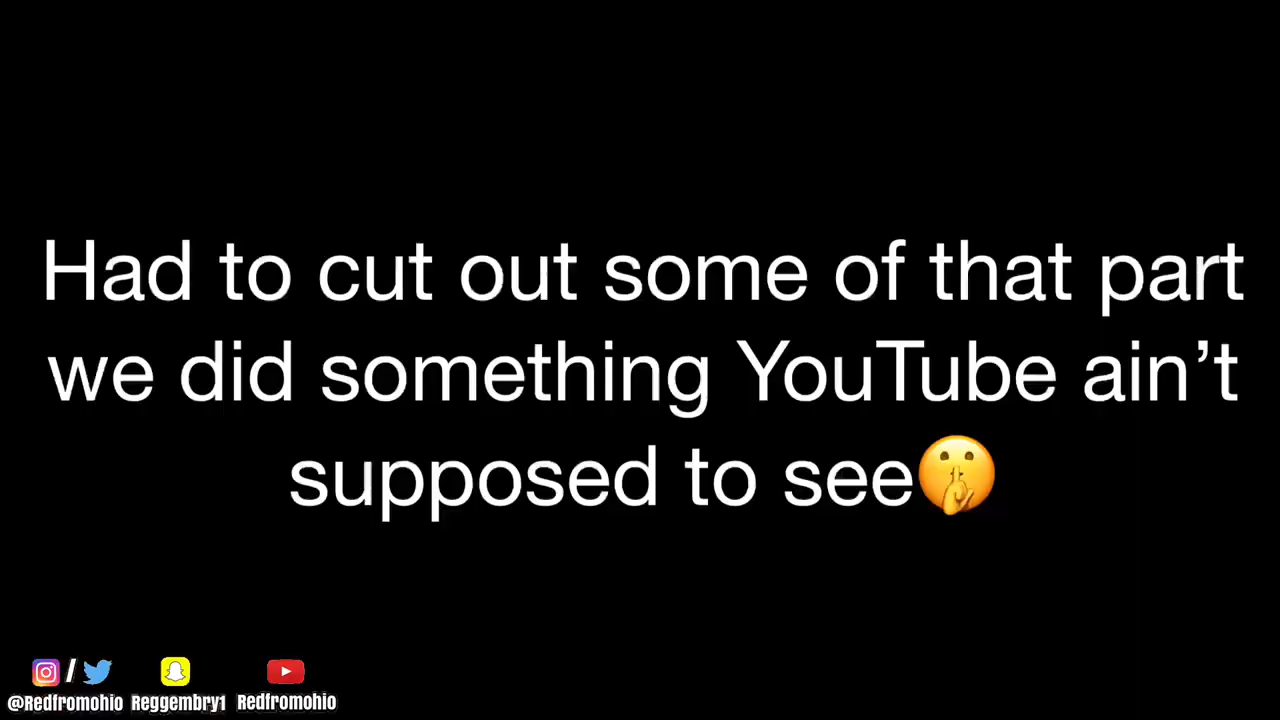 Had to cut out some of that part
we did something YouTube ain’t
supposed to see🤫
/
@Redfromohio Reggembry1 Redfromohio